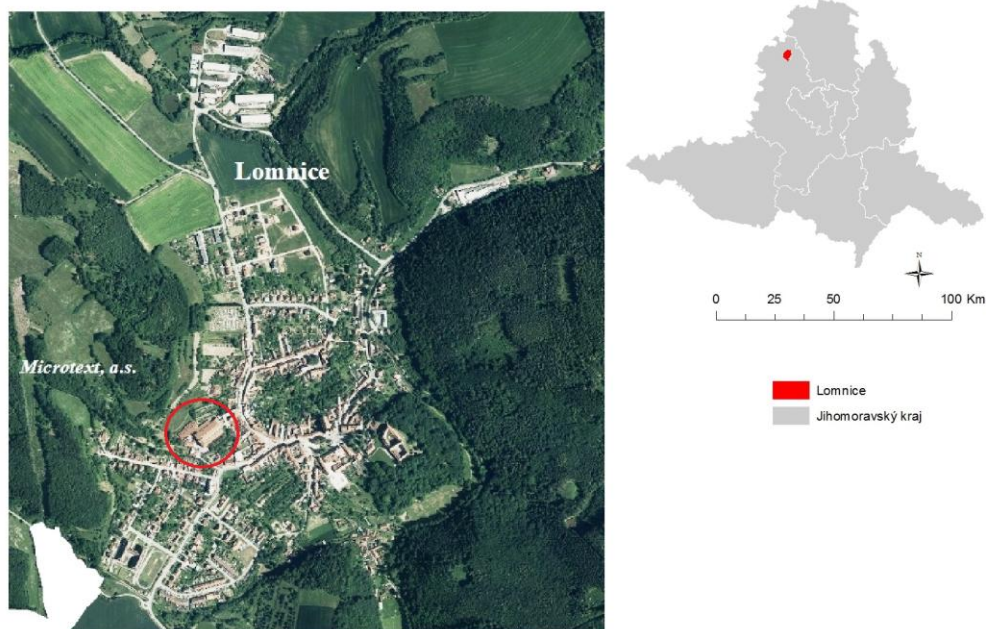 Lomnice
Microtext, a.s.
N
0 25 50 100 Km
Lomnice
Jihomoravský kraj